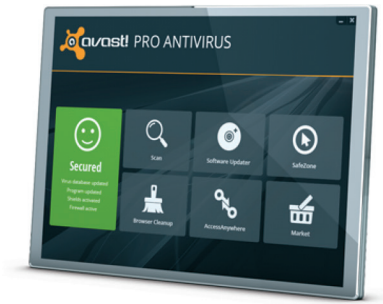 avast! PRO ANTIVIRUS
Secured
Virus database updated
Program updated
Shields activated
Firewall active
Scan
Software Updater
SafeZone
Browser Cleanup
AccessAnywhere
Market